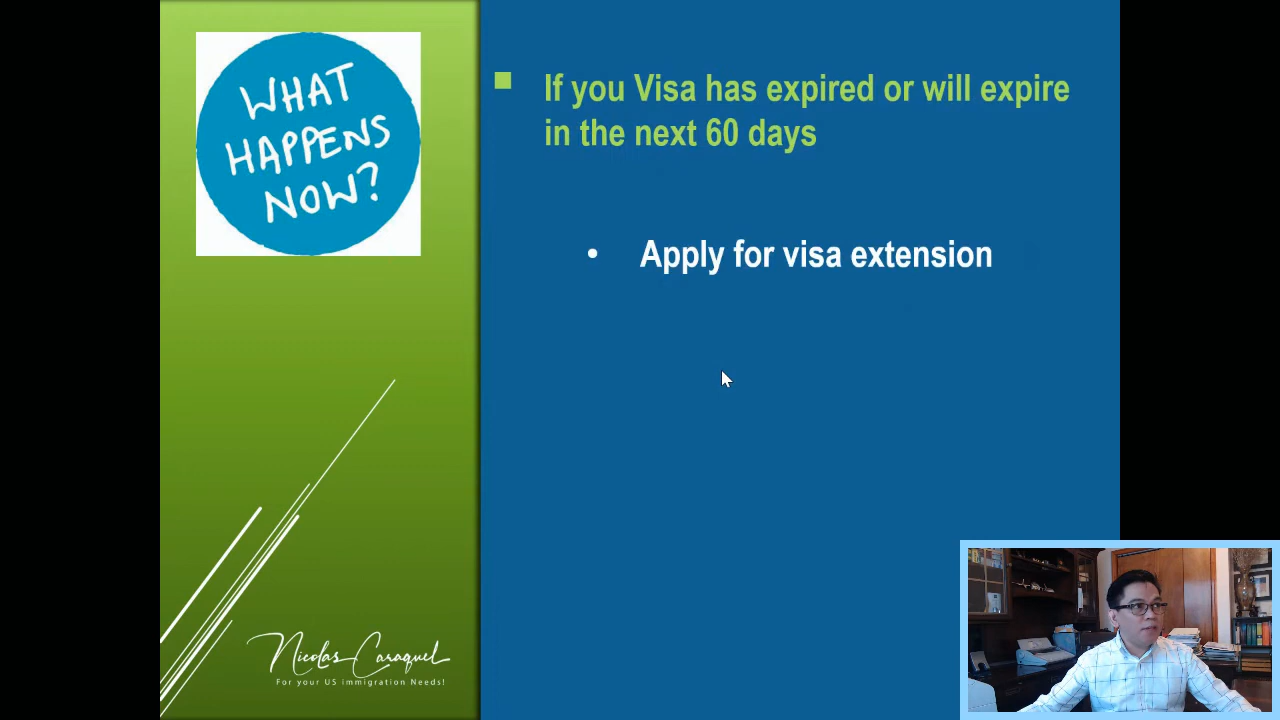 WHAT
HAPPENS
NOW?
If you Visa has expired or will expire
in the next 60 days
Apply for visa extension
Nicolas Caraquel
For your US immigration Needs!